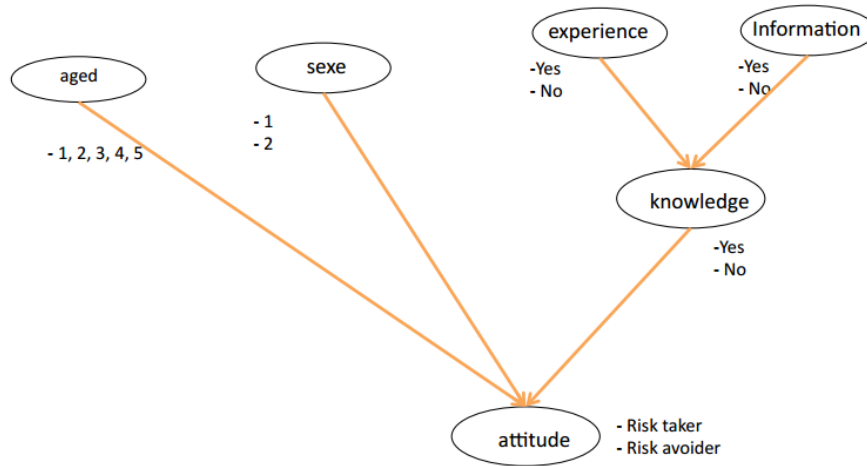 experience
Information
aged
sexe
-Yes
- No
-Yes
- No
- 1
- 2
- 1, 2, 3, 4, 5
knowledge
-Yes
- No
attitude
- Risk taker
- Risk avoider